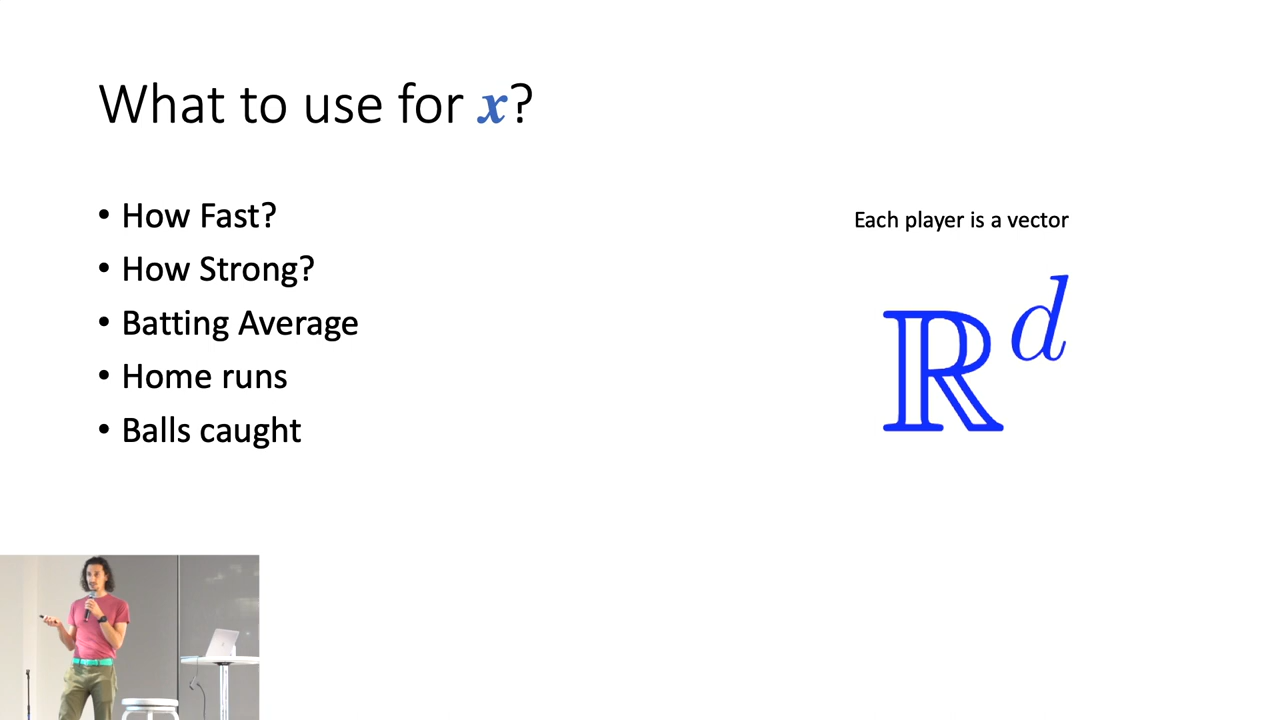 What to use for x?
• How Fast?
• How Strong?
• Batting Average
• Home runs
• Balls caught
Each player is a vector
ℝ^d